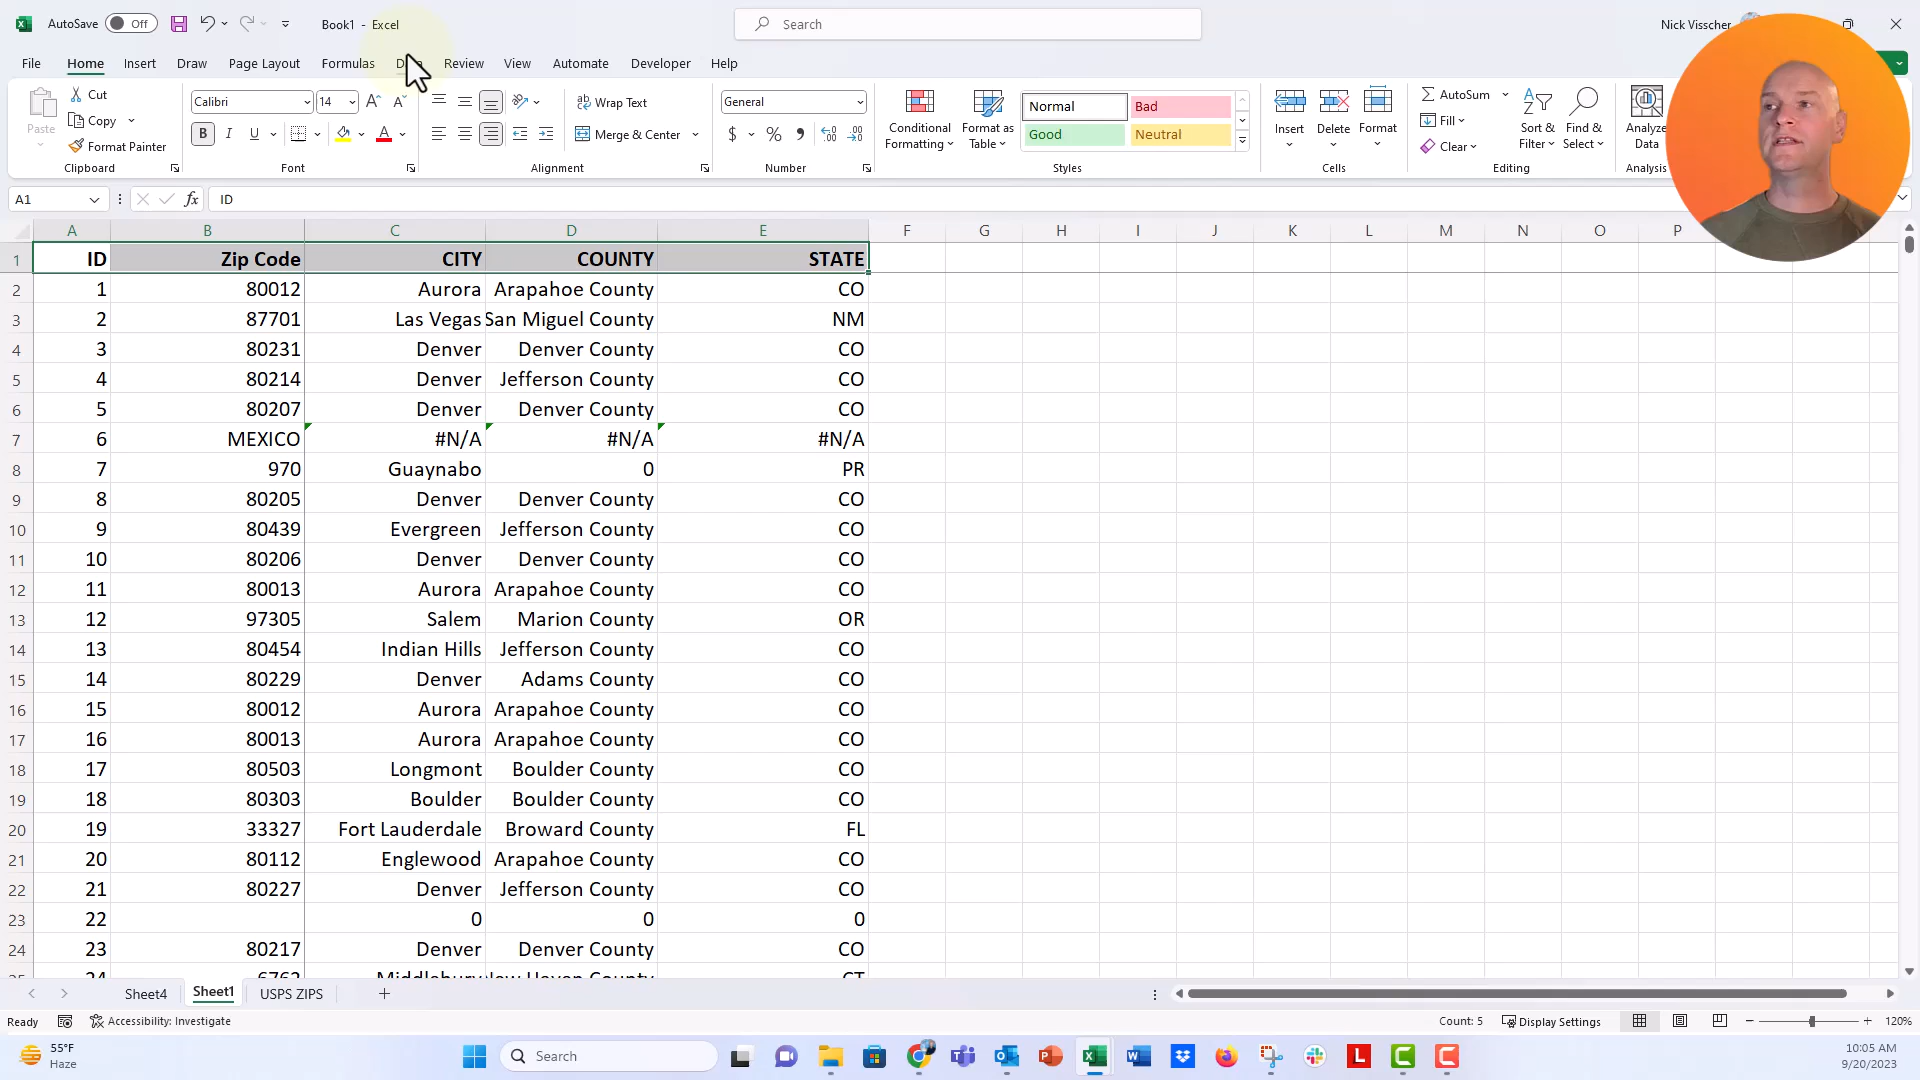 AutoSave Off Book1 - Excel Search Nick Visscher
File Home Insert Draw Page Layout Formulas Review View Automate Developer Help
Paste Cut Copy Format Painter Clipboard
Calibri 14 B I U A Font
Wrap Text Merge & Center Alignment
General $ % Number
Conditional Formatting Format as Table Normal Bad Good Neutral Styles
Insert Delete Format Cells
AutoSum Fill Clear Sort & Filter Find & Select Editing
Analyze Data Analysis
A1 fx ID
A B C D E F G H I J K L M N O P
1 ID Zip Code CITY COUNTY STATE
2 1 80012 Aurora Arapahoe County CO
3 2 87701 Las Vegas San Miguel County NM
4 3 80231 Denver Denver County CO
5 4 80214 Denver Jefferson County CO
6 5 80207 Denver Denver County CO
7 6 MEXICO #N/A #N/A #N/A
8 7 970 Guaynabo 0 PR
9 8 80205 Denver Denver County CO
10 9 80439 Evergreen Jefferson County CO
11 10 80206 Denver Denver County CO
12 11 80013 Aurora Arapahoe County CO
13 12 97305 Salem Marion County OR
14 13 80454 Indian Hills Jefferson County CO
15 14 80229 Denver Adams County CO
16 15 80012 Aurora Arapahoe County CO
17 16 80013 Aurora Arapahoe County CO
18 17 80503 Longmont Boulder County CO
19 18 80303 Boulder Boulder County CO
20 19 33327 Fort Lauderdale Broward County FL
21 20 80112 Englewood Arapahoe County CO
22 21 80227 Denver Jefferson County CO
23 22 0 0 0
24 23 80217 Denver Denver County CO
25 24 6762 Middlebury New Haven County CT
Sheet4 Sheet1 USPS ZIPS
Ready Accessibility: Investigate Count: 5 Display Settings 120%
55°F
Haze
Search
10:05 AM
9/20/2023